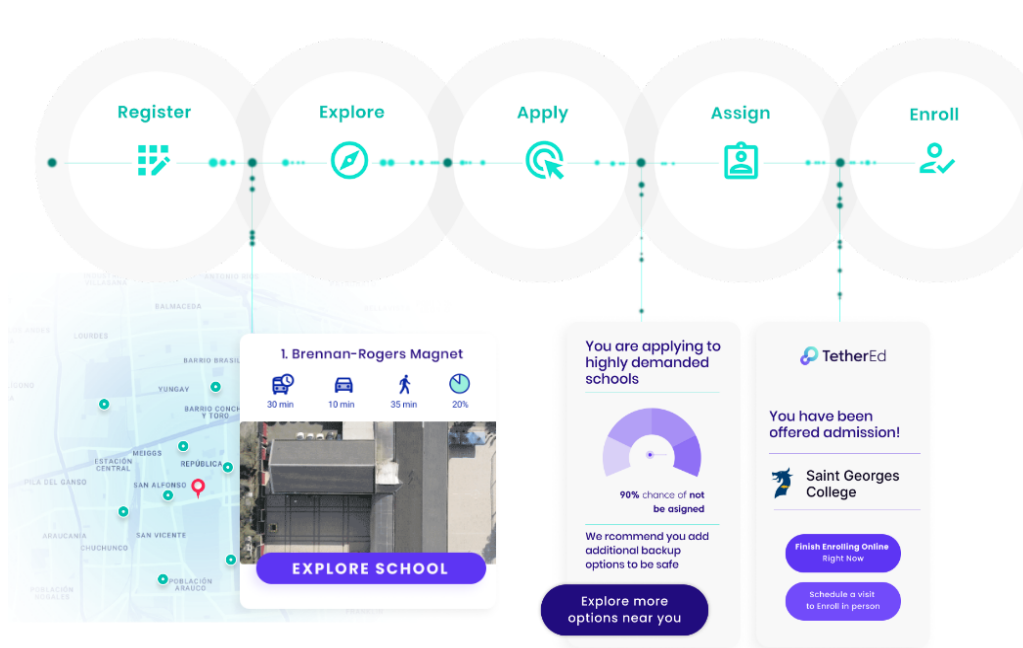 Register
Explore
Apply
Assign
Enroll
BALMACEDA
LOURDES
BARRIO BRASIL
YUNGAY
BARRIO CONCH
Y TORO
MEIGGS
ESTACIÓN
CENTRAL
REPÚBLICA
PILA DEL GANSO
SAN ALFONSO
ARAUCANIA
SAN VICENTE
CHUCHUNCO
POBLACIÓN
ARAUCO
1. Brennan-Rogers Magnet
30 min
10 min
35 min
20%
EXPLORE SCHOOL
You are applying to
highly demanded
schools
90% chance of not
be asigned
We recommend you add
additional backup
options to be safe
Explore more
options near you
TetherEd
You have been
offered admission!
Saint Georges
College
Finish Enrolling Online
Right Now
Schedule a visit
to Enroll in person